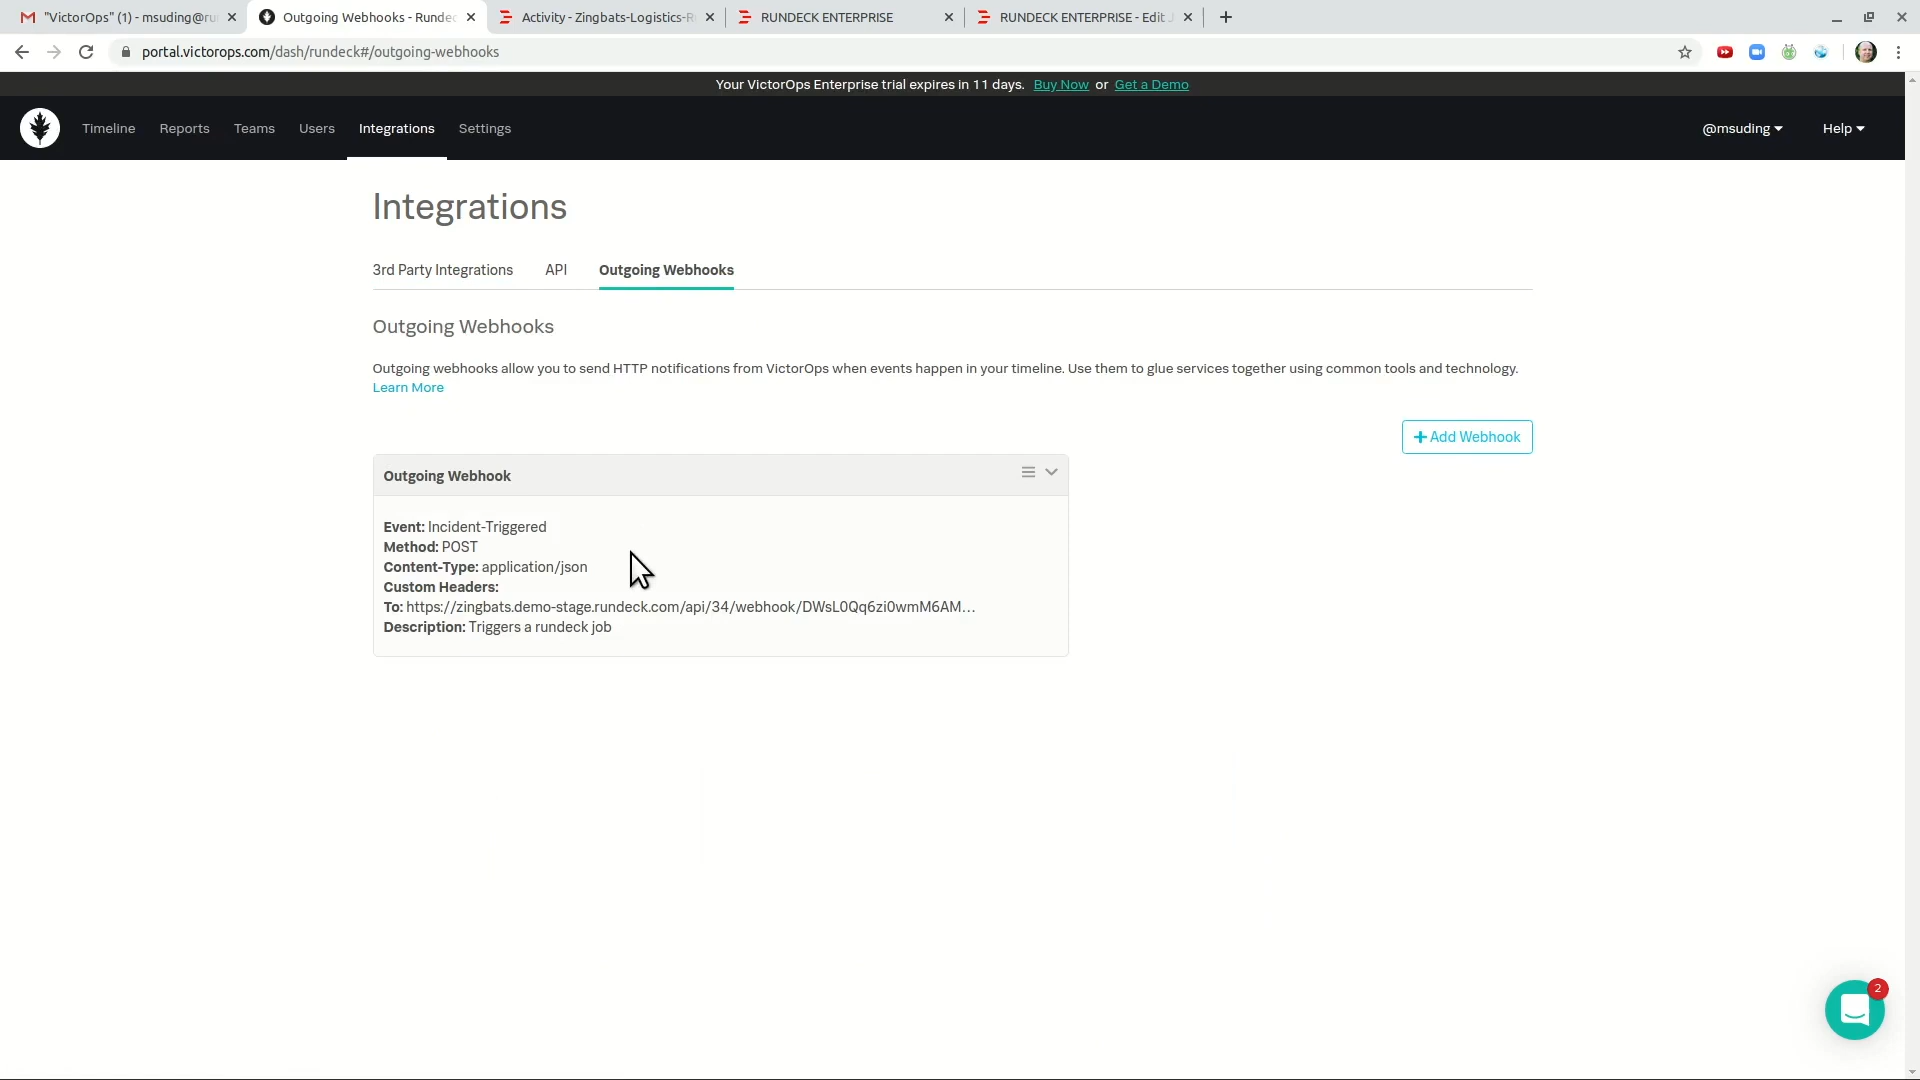 "VictorOps" (1) - msuding@ru
Outgoing Webhooks - Rundec
Activity - Zingbats-Logistics-R
RUNDECK ENTERPRISE
RUNDECK ENTERPRISE - Edit J
portal.victorops.com/dash/rundeck#/outgoing-webhooks
Your VictorOps Enterprise trial expires in 11 days. Buy Now or Get a Demo
Timeline Reports Teams Users Integrations Settings @msuding Help
Integrations
3rd Party Integrations API Outgoing Webhooks
Outgoing Webhooks
Outgoing webhooks allow you to send HTTP notifications from VictorOps when events happen in your timeline. Use them to glue services together using common tools and technology.
Learn More
Add Webhook
Outgoing Webhook
Event: Incident-Triggered
Method: POST
Content-Type: application/json
Custom Headers:
To: https://zingbats.demo-stage.rundeck.com/api/34/webhook/DWsL0Qq6zi0wmM6AM...
Description: Triggers a rundeck job
2